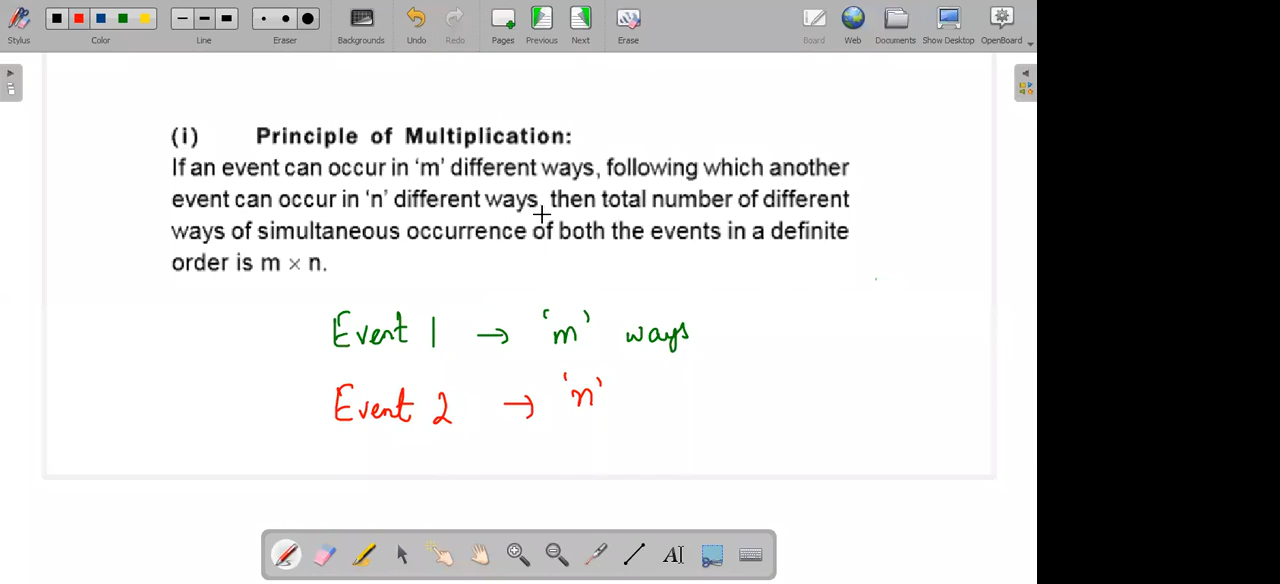 Stylus Color Line Eraser Backgrounds Undo Redo Pages Previous Next Erase Board Web Documents Show Desktop OpenBoard
(i) Principle of Multiplication:
If an event can occur in ‘m’ different ways, following which another
event can occur in ‘n’ different ways, then total number of different
ways of simultaneous occurrence of both the events in a definite
order is m × n.
Event 1 → ‘m’ ways
Event 2 → ‘n’
AI